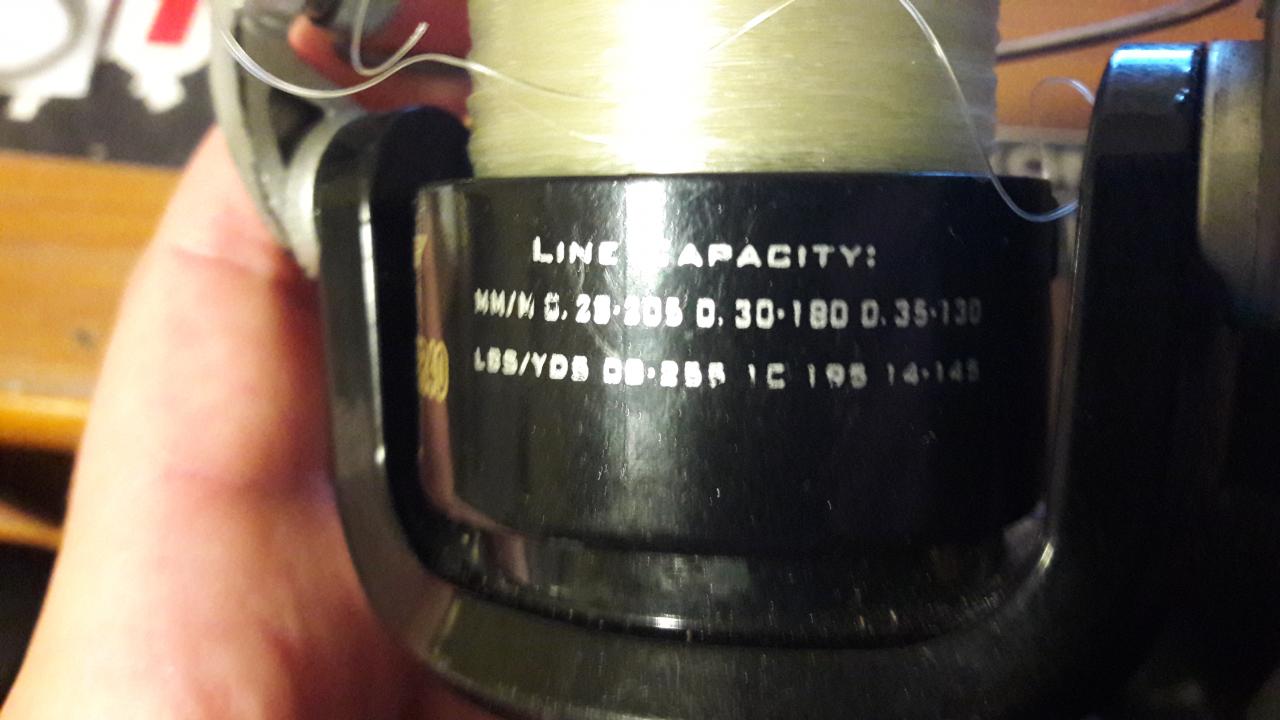 LINE CAPACITY:
MM/M 0.25·205 0.30·180 0.35·130
LBS/YDS 08·255 10 195 14·145